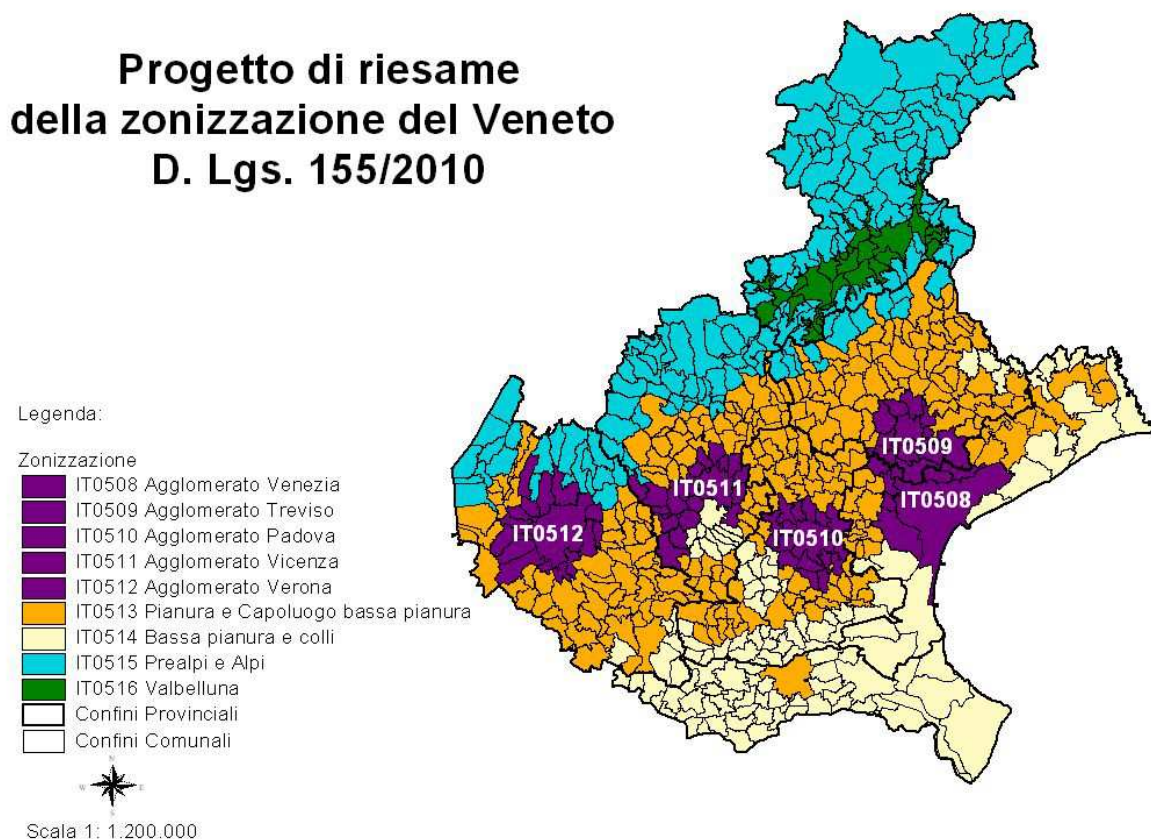 Progetto di riesame
della zonizzazione del Veneto
D. Lgs. 155/2010
Legenda:
Zonizzazione
IT0508 Agglomerato Venezia
IT0509 Agglomerato Treviso
IT0510 Agglomerato Padova
IT0511 Agglomerato Vicenza
IT0512 Agglomerato Verona
IT0513 Pianura e Capoluogo bassa pianura
IT0514 Bassa pianura e colli
IT0515 Prealpi e Alpi
IT0516 Valbelluna
Confini Provinciali
Confini Comunali
Scala 1: 1.200.000
IT0509
IT0511
IT0508
IT0512
IT0510